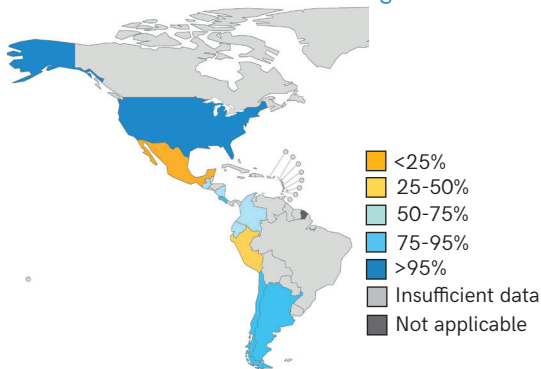 <25%
25-50%
50-75%
75-95%
>95%
Insufficient data
Not applicable